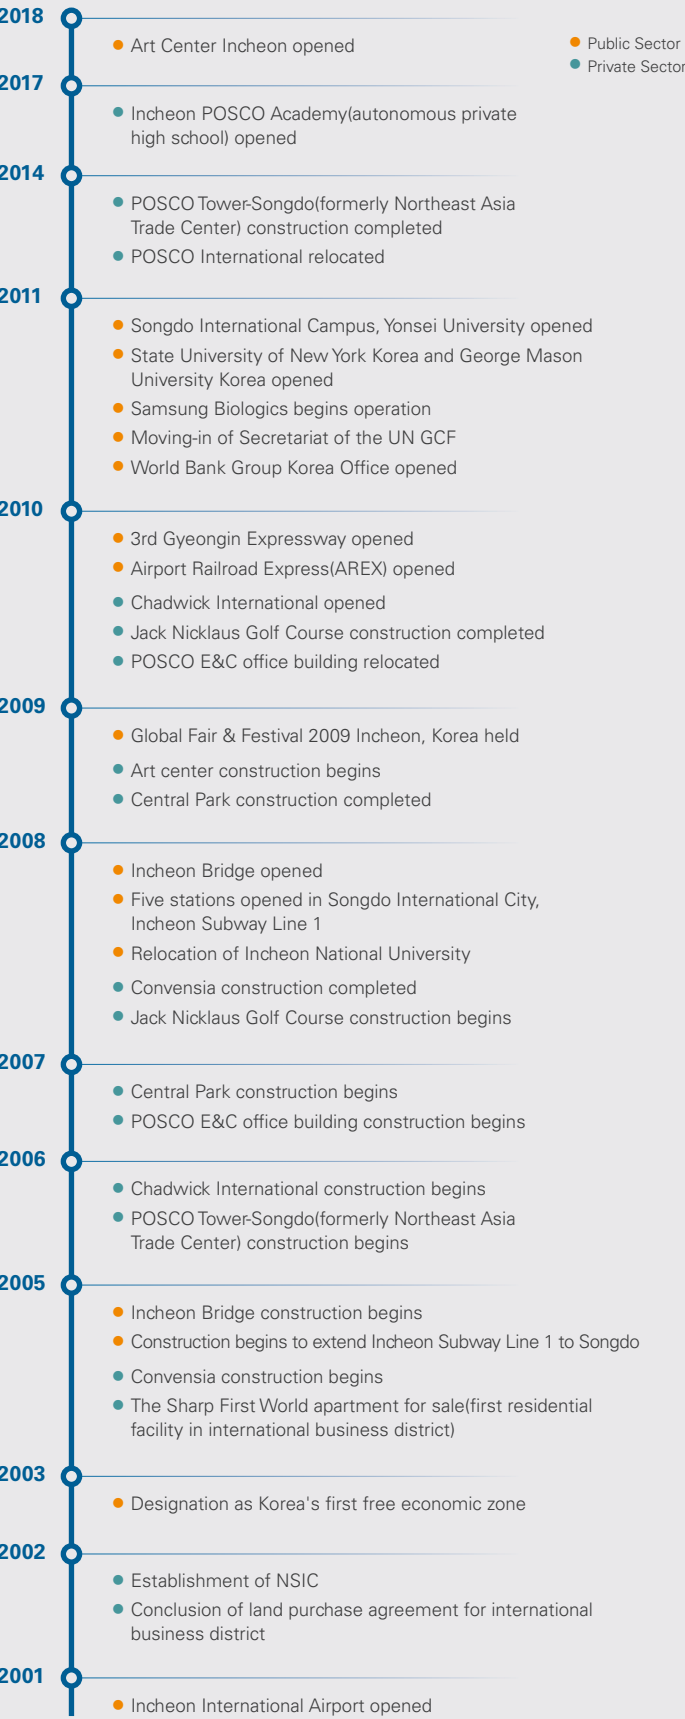 2018
Art Center Incheon opened
Public Sector
Private Sector
2017
Incheon POSCO Academy(autonomous private
high school) opened
2014
POSCO Tower-Songdo(formerly Northeast Asia
Trade Center) construction completed
POSCO International relocated
2011
Songdo International Campus, Yonsei University opened
State University of New York Korea and George Mason
University Korea opened
Samsung Biologics begins operation
Moving-in of Secretariat of the UN GCF
World Bank Group Korea Office opened
2010
3rd Gyeongin Expressway opened
Airport Railroad Express(AREX) opened
Chadwick International opened
Jack Nicklaus Golf Course construction completed
POSCO E&C office building relocated
2009
Global Fair & Festival 2009 Incheon, Korea held
Art center construction begins
Central Park construction completed
2008
Incheon Bridge opened
Five stations opened in Songdo International City,
Incheon Subway Line 1
Relocation of Incheon National University
Convensia construction completed
Jack Nicklaus Golf Course construction begins
2007
Central Park construction begins
POSCO E&C office building construction begins
2006
Chadwick International construction begins
POSCO Tower-Songdo(formerly Northeast Asia
Trade Center) construction begins
2005
Incheon Bridge construction begins
Construction begins to extend Incheon Subway Line 1 to Songdo
Convensia construction begins
The Sharp First World apartment for sale(first residential
facility in international business district)
2003
Designation as Korea's first free economic zone
2002
Establishment of NSIC
Conclusion of land purchase agreement for international
business district
2001
Incheon International Airport opened